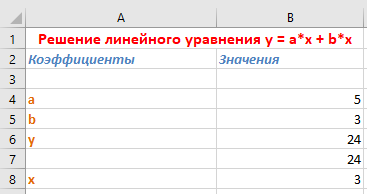 A B
1 Решение линейного уравнения y = a*x + b*x
2 Коэффициенты Значения
3
4 a 5
5 b 3
6 y 24
7 24
8 x 3